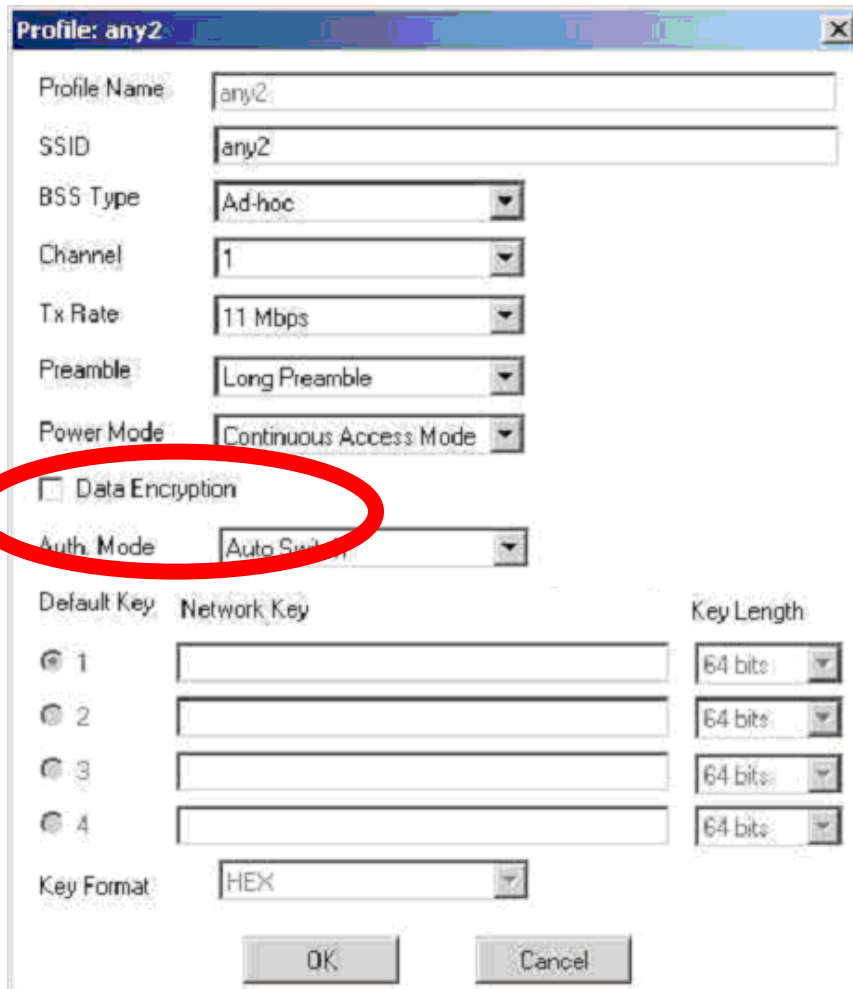 Profile: any2
Profile Name any2
SSID any2
BSS Type Ad-hoc
Channel 1
Tx Rate 11 Mbps
Preamble Long Preamble
Power Mode Continuous Access Mode
Data Encryption
Auth. Mode Auto Switch
Default Key Network Key Key Length
1 64 bits
2 64 bits
3 64 bits
4 64 bits
Key Format HEX
OK Cancel